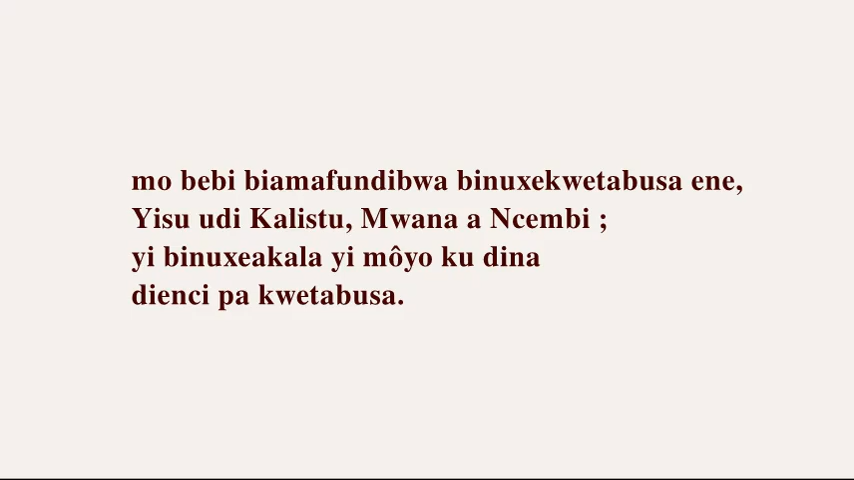 mo bebi biamafundibwa binuxekwetabusa ene,
Yisu udi Kalistu, Mwana a Ncembi ;
yi binuxeakala yi môyo ku dina
dienci pa kwetabusa.